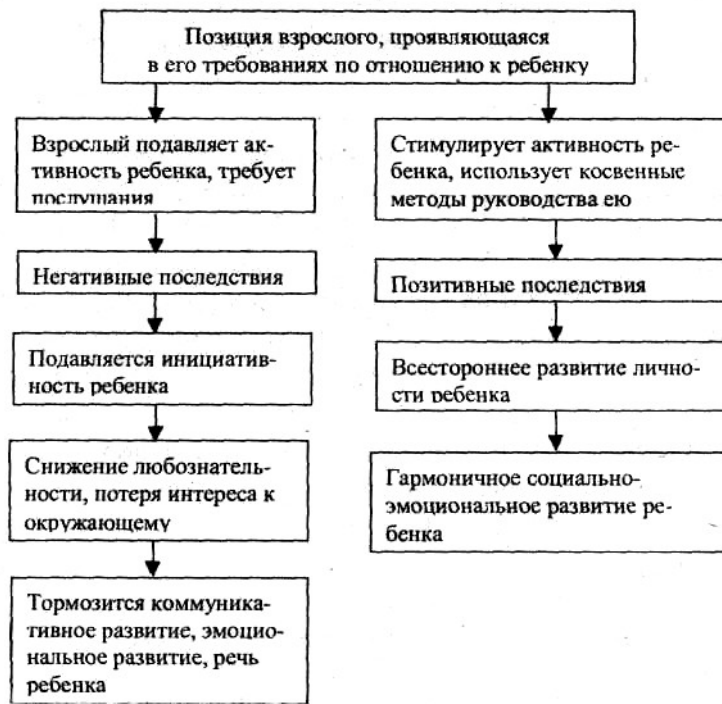 Позиция взрослого, проявляющаяся
в его требованиях по отношению к ребенку
Взрослый подавляет ак-
тивность ребенка, требует
послушания
Негативные последствия
Подавляется инициатив-
ность ребенка
Снижение любознатель-
ности, потеря интереса к
окружающему
Тормозится коммуника-
тивное развитие, эмоцио-
нальное развитие, речь
ребенка
Стимулирует активность ре-
бенка, использует косвенные
методы руководства ею
Позитивные последствия
Всестороннее развитие лично-
сти ребенка
Гармоничное социально-
эмоциональное развитие ре-
бенка